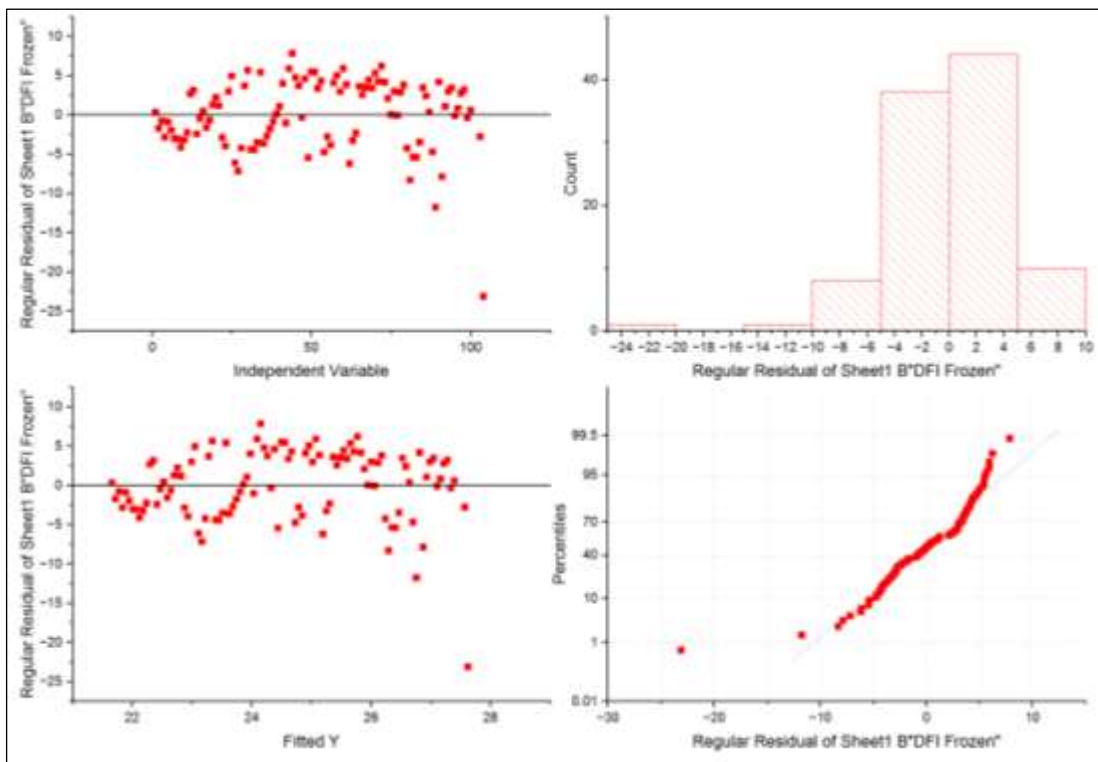 Regular Residual of Sheet1 B"DFI Frozen"
10
5
0
-5
-10
-15
-20
-25
0 50 100
Independent Variable
Count
40
20
0
-24 -22 -20 -18 -16 -14 -12 -10 -8 -6 -4 -2 0 2 4 6 8 10
Regular Residual of Sheet1 B"DFI Frozen"
Regular Residual of Sheet1 B"DFI Frozen"
10
5
0
-5
-10
-15
-20
-25
22 24 26 28
Fitted Y
Percentiles
99.5
95
70
40
10
1
0.01
-30 -20 -10 0 10
Regular Residual of Sheet1 B"DFI Frozen"